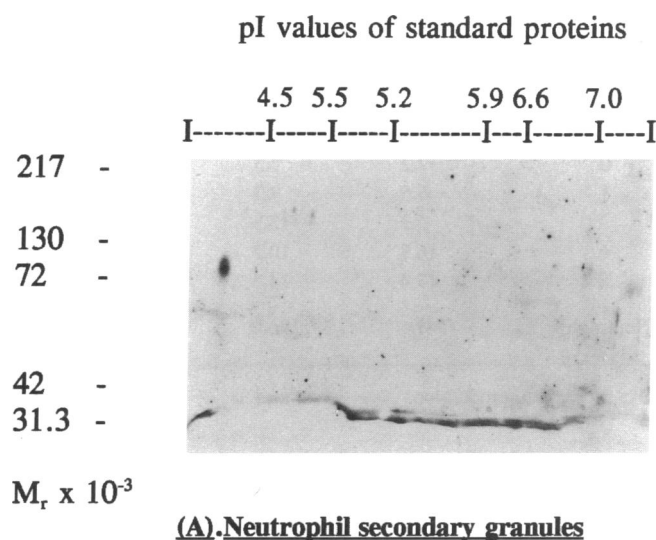 pI values of standard proteins
4.5 5.5 5.2 5.9 6.6 7.0
I-------I-----I-----I--------I---I------I----I
217 -
130 -
72 -
42 -
31.3 -
Mr x 10-3
(A).Neutrophil secondary granules